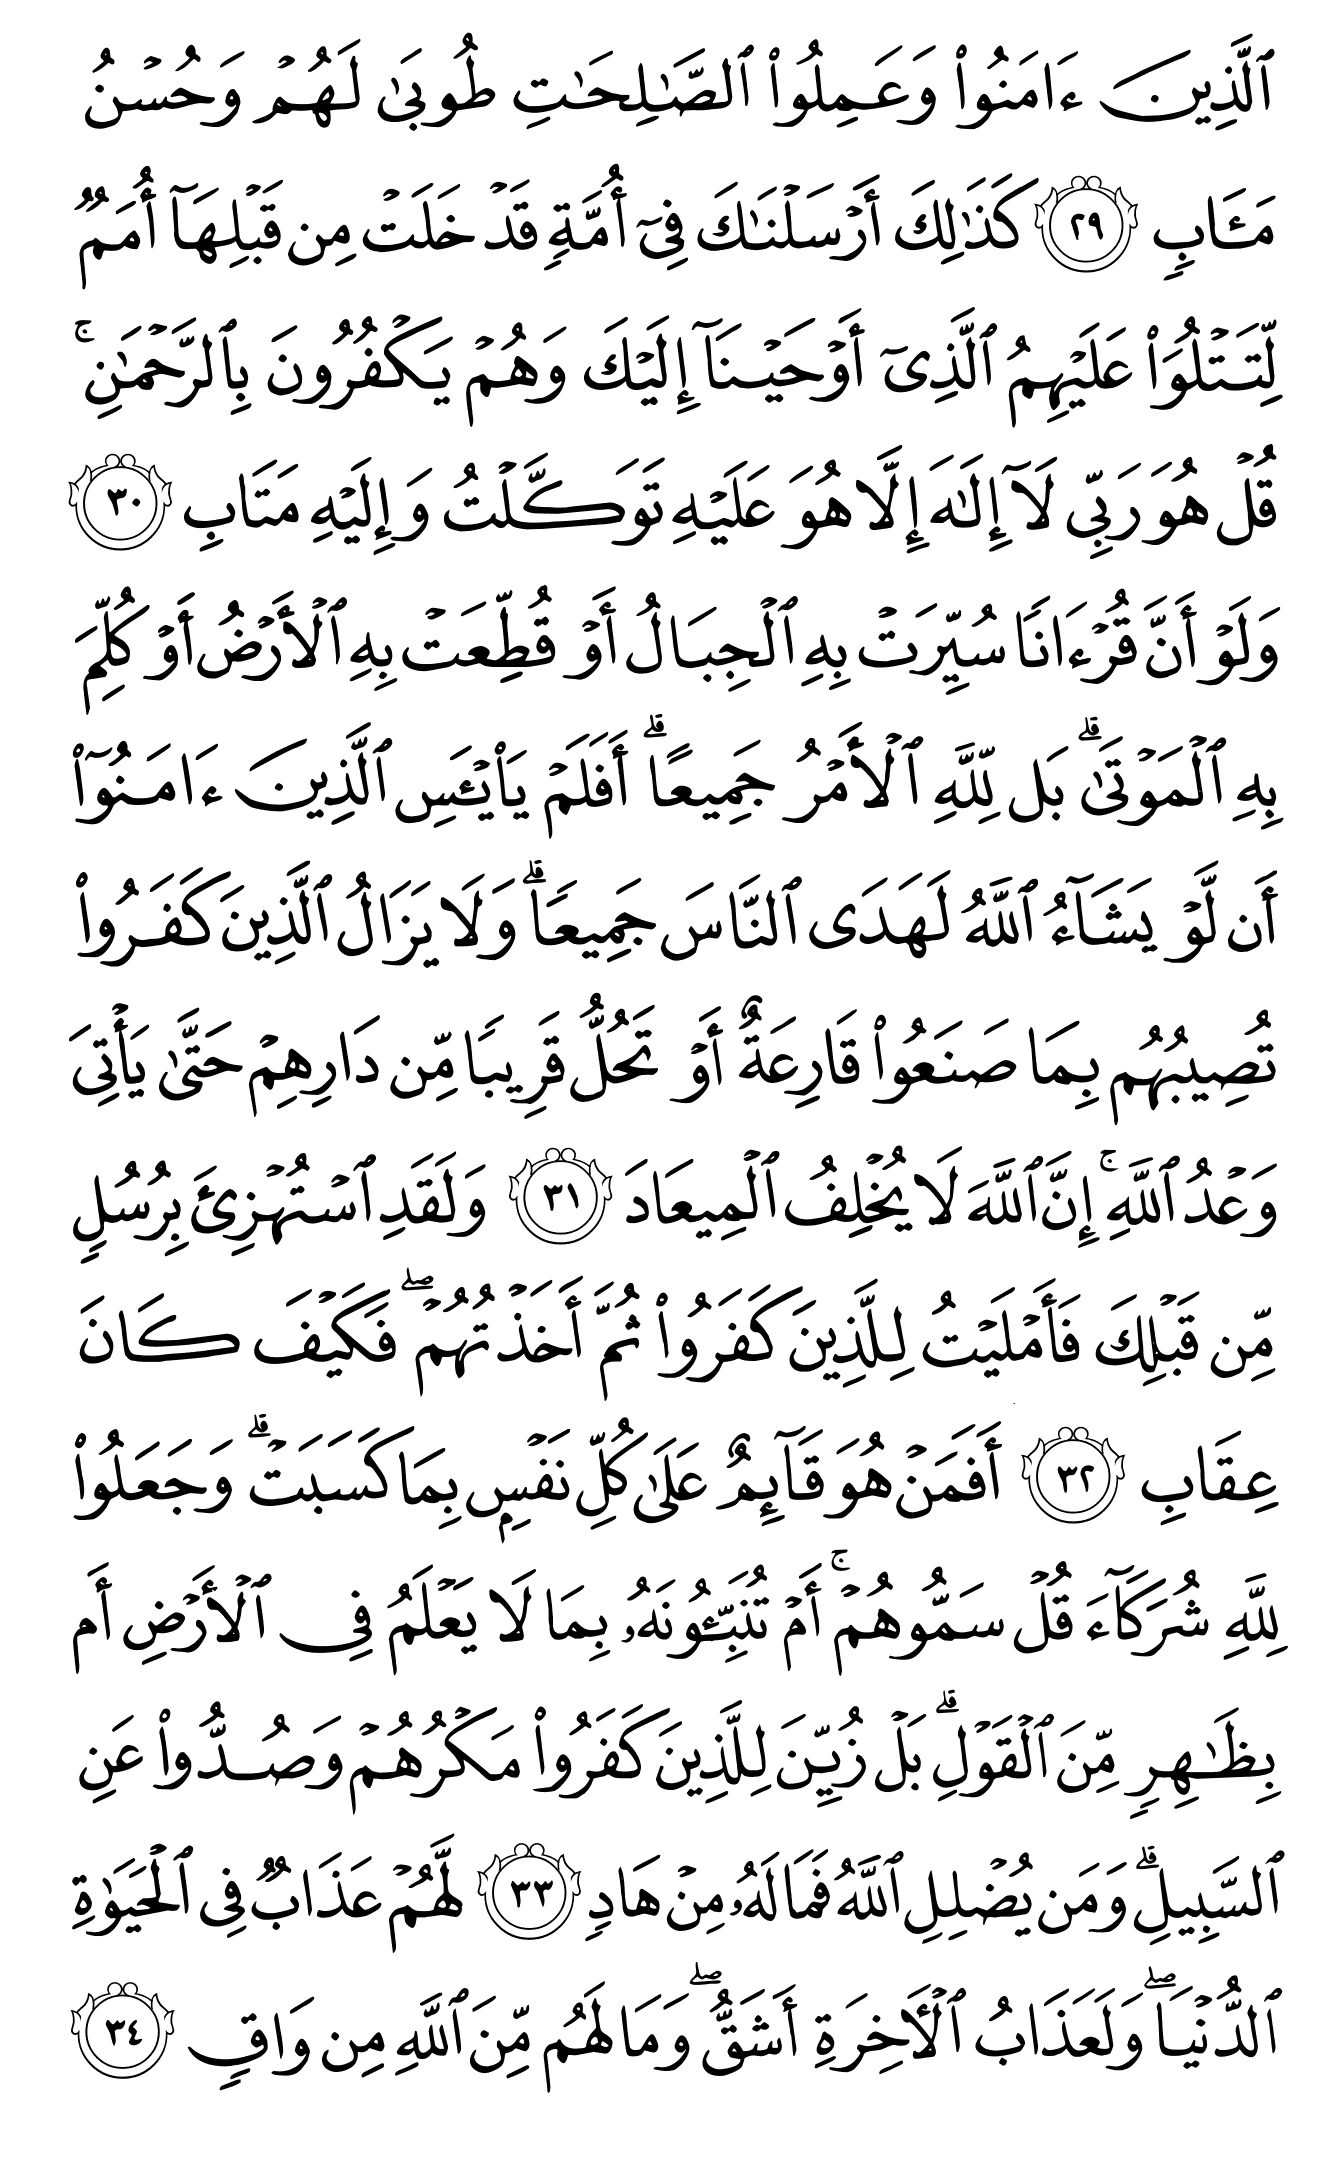 ٱلَّذِينَ ءَامَنُوا۟ وَعَمِلُوا۟ ٱلصَّـٰلِحَـٰتِ طُوبَىٰ لَهُمْ وَحُسْنُ
مَـَٔابٍ ٢٩ كَذَٰلِكَ أَرْسَلْنَـٰكَ فِىٓ أُمَّةٍ قَدْ خَلَتْ مِن قَبْلِهَآ أُمَمٌ
لِّتَتْلُوَا۟ عَلَيْهِمُ ٱلَّذِىٓ أَوْحَيْنَآ إِلَيْكَ وَهُمْ يَكْفُرُونَ بِٱلرَّحْمَـٰنِ ۚ
قُلْ هُوَ رَبِّى لَآ إِلَـٰهَ إِلَّا هُوَ عَلَيْهِ تَوَكَّلْتُ وَإِلَيْهِ مَتَابِ ٣٠
وَلَوْ أَنَّ قُرْءَانًا سُيِّرَتْ بِهِ ٱلْجِبَالُ أَوْ قُطِّعَتْ بِهِ ٱلْأَرْضُ أَوْ كُلِّمَ
بِهِ ٱلْمَوْتَىٰ ۗ بَل لِّلَّهِ ٱلْأَمْرُ جَمِيعًا ۗ أَفَلَمْ يَا۟يْـَٔسِ ٱلَّذِينَ ءَامَنُوٓا۟
أَن لَّوْ يَشَآءُ ٱللَّهُ لَهَدَى ٱلنَّاسَ جَمِيعًا ۗ وَلَا يَزَالُ ٱلَّذِينَ كَفَرُوا۟
تُصِيبُهُم بِمَا صَنَعُوا۟ قَارِعَةٌ أَوْ تَحُلُّ قَرِيبًا مِّن دَارِهِمْ حَتَّىٰ يَأْتِىَ
وَعْدُ ٱللَّهِ ۚ إِنَّ ٱللَّهَ لَا يُخْلِفُ ٱلْمِيعَادَ ٣١ وَلَقَدِ ٱسْتُهْزِئَ بِرُسُلٍ
مِّن قَبْلِكَ فَأَمْلَيْتُ لِلَّذِينَ كَفَرُوا۟ ثُمَّ أَخَذْتُهُمْ ۖ فَكَيْفَ كَانَ
عِقَابِ ٣٢ أَفَمَنْ هُوَ قَآئِمٌ عَلَىٰ كُلِّ نَفْسٍۭ بِمَا كَسَبَتْ ۗ وَجَعَلُوا۟
لِلَّهِ شُرَكَآءَ قُلْ سَمُّوهُمْ ۚ أَمْ تُنَبِّـُٔونَهُۥ بِمَا لَا يَعْلَمُ فِى ٱلْأَرْضِ أَم
بِظَـٰهِرٍ مِّنَ ٱلْقَوْلِ ۗ بَلْ زُيِّنَ لِلَّذِينَ كَفَرُوا۟ مَكْرُهُمْ وَصُدُّوا۟ عَنِ
ٱلسَّبِيلِ ۗ وَمَن يُضْلِلِ ٱللَّهُ فَمَا لَهُۥ مِنْ هَادٍ ٣٣ لَّهُمْ عَذَابٌ فِى ٱلْحَيَوٰةِ
ٱلدُّنْيَا ۖ وَلَعَذَابُ ٱلْـَٔاخِرَةِ أَشَقُّ ۖ وَمَا لَهُم مِّنَ ٱللَّهِ مِن وَاقٍ ٣٤